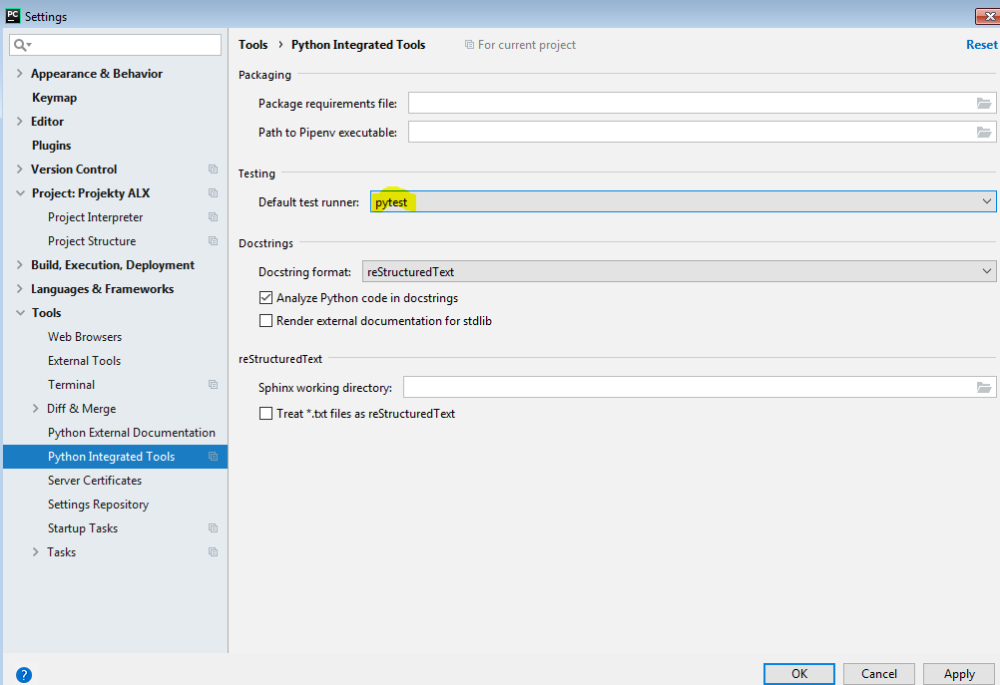 PC Settings
Appearance & Behavior
Keymap
Editor
Plugins
Version Control
Project: Projekty ALX
Project Interpreter
Project Structure
Build, Execution, Deployment
Languages & Frameworks
Tools
Web Browsers
External Tools
Terminal
Diff & Merge
Python External Documentation
Python Integrated Tools
Server Certificates
Settings Repository
Startup Tasks
Tasks
Tools › Python Integrated Tools For current project Reset
Packaging
Package requirements file:
Path to Pipenv executable:
Testing
Default test runner: pytest
Docstrings
Docstring format: reStructuredText
Analyze Python code in docstrings
Render external documentation for stdlib
reStructuredText
Sphinx working directory:
Treat *.txt files as reStructuredText
? OK Cancel Apply